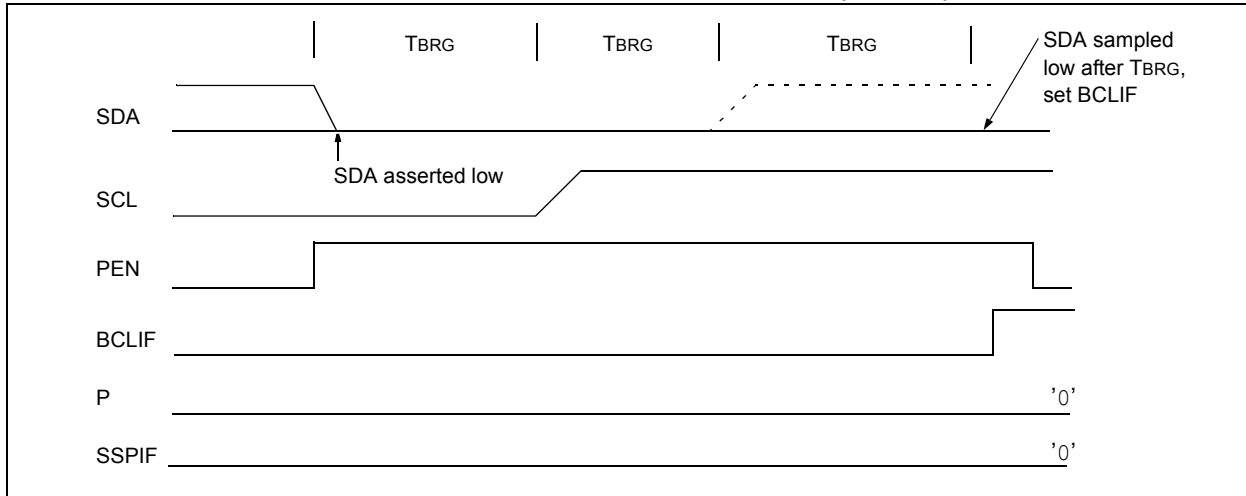 TBRG TBRG TBRG
SDA sampled
low after TBRG,
set BCLIF
SDA
SDA asserted low
SCL
PEN
BCLIF
P '0'
SSPIF '0'